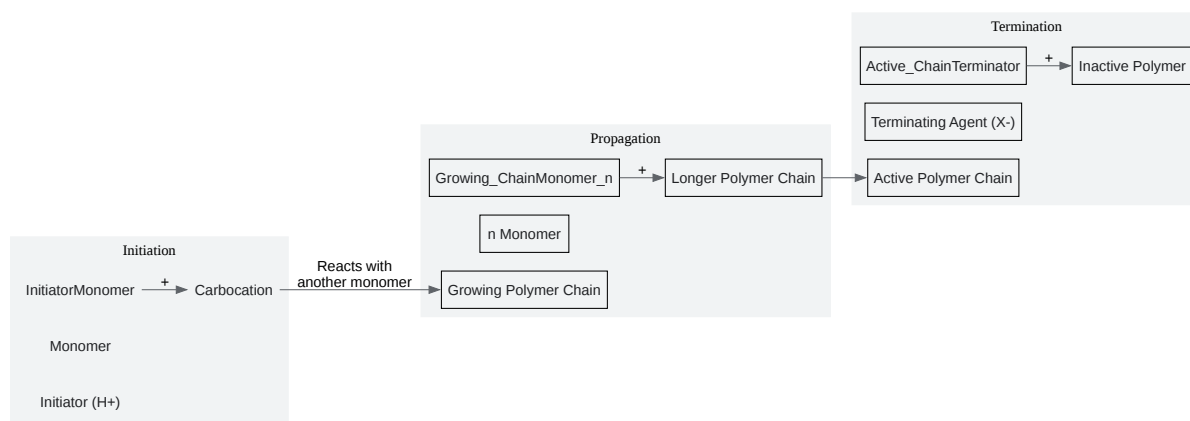 Initiation
InitiatorMonomer
+
Carbocation
Monomer
Initiator (H+)
Reacts with
another monomer
Propagation
Growing_ChainMonomer_n
+
Longer Polymer Chain
n Monomer
Growing Polymer Chain
Termination
Active_ChainTerminator
+
Inactive Polymer
Terminating Agent (X-)
Active Polymer Chain